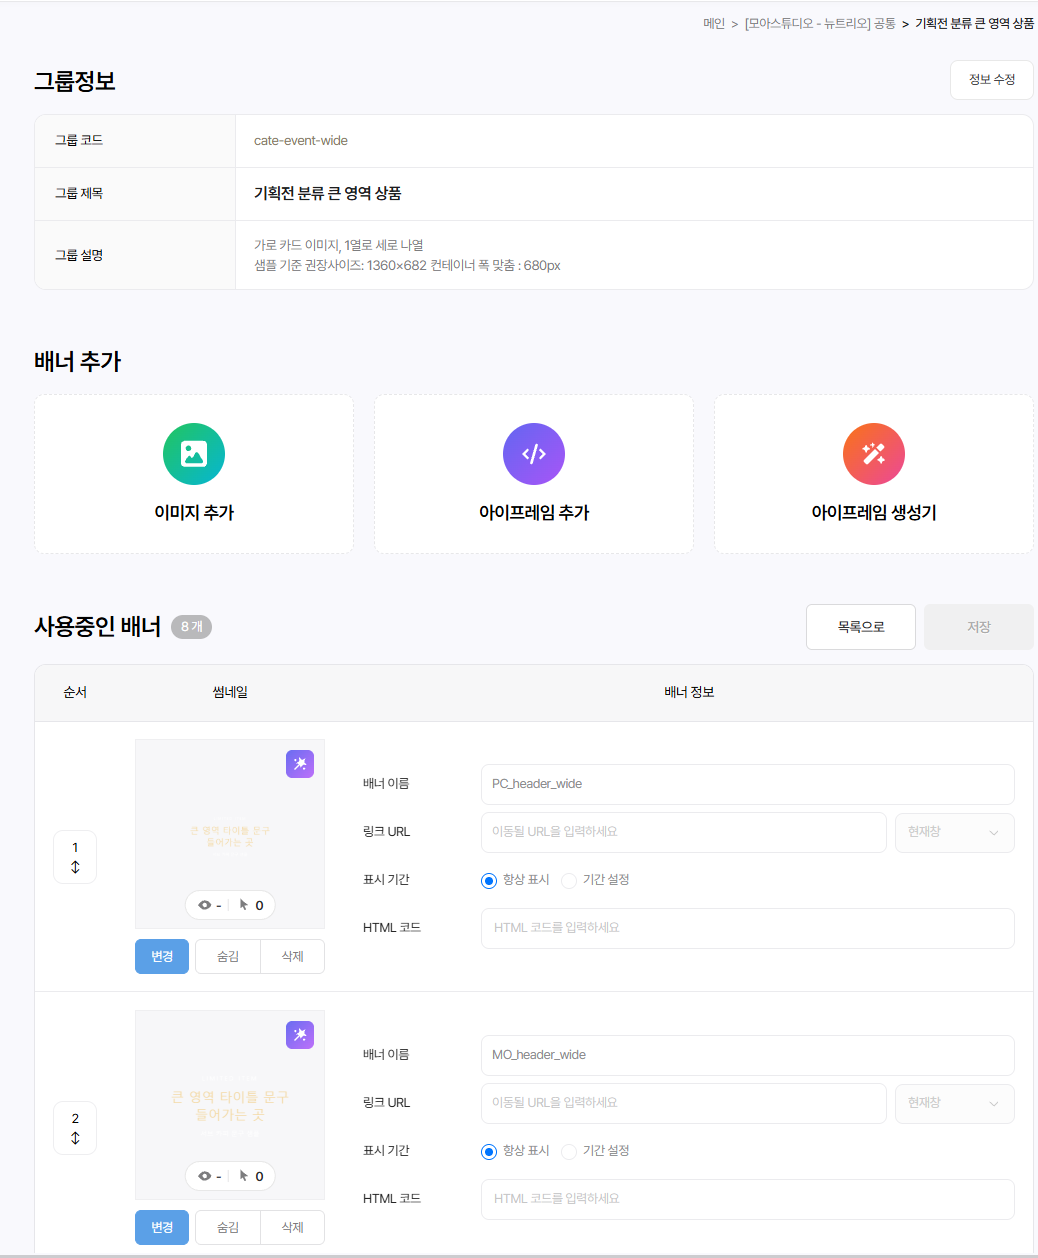 메인 > [모아스튜디오 - 뉴트리오] 공통 > 기획전 분류 큰 영역 상품
그룹정보
정보 수정
그룹 코드
cate-event-wide
그룹 제목
기획전 분류 큰 영역 상품
그룹 설명
가로 카드 이미지, 1열로 세로 나열
샘플 기준 권장사이즈: 1360×682 컨테이너 폭 맞춤 : 680px
배너 추가
이미지 추가
아이프레임 추가
아이프레임 생성기
사용중인 배너 8 개
목록으로
저장
순서
썸네일
배너 정보
1
큰 영역 타이틀 문구
들어가는 곳
- 0
변경
숨김
삭제
배너 이름
PC_header_wide
링크 URL
이동될 URL을 입력하세요
현재창
표시 기간
항상 표시
기간 설정
HTML 코드
HTML 코드를 입력하세요
2
큰 영역 타이틀 문구
들어가는 곳
- 0
변경
숨김
삭제
배너 이름
MO_header_wide
링크 URL
이동될 URL을 입력하세요
현재창
표시 기간
항상 표시
기간 설정
HTML 코드
HTML 코드를 입력하세요